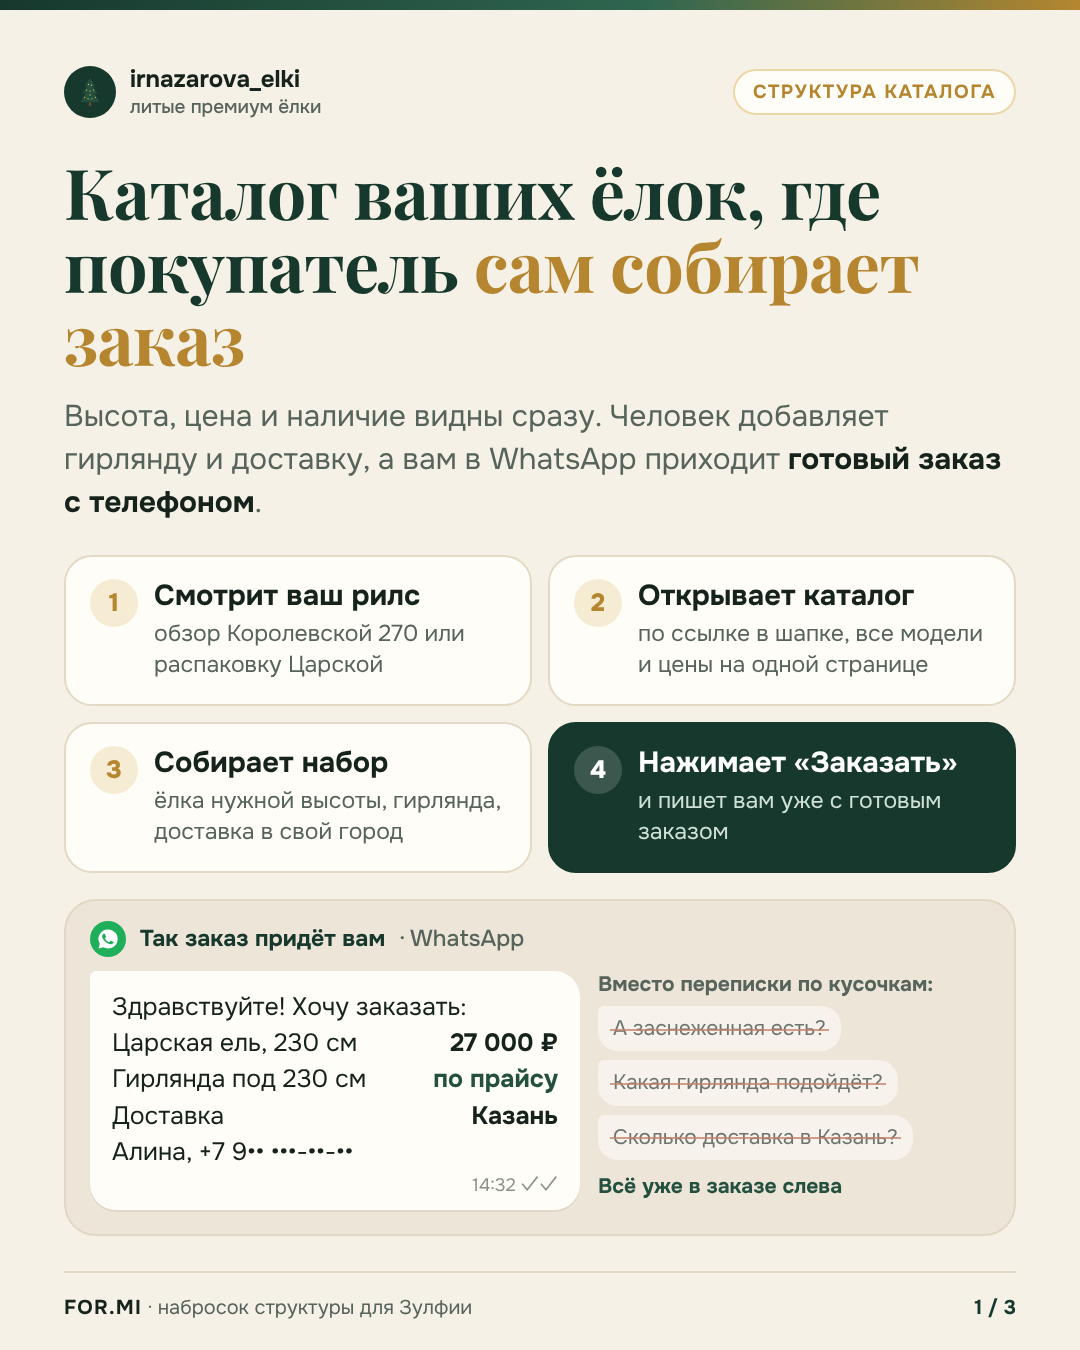 irnazarova_elki
литые премиум ёлки
СТРУКТУРА КАТАЛОГА
Каталог ваших ёлок, где
покупатель сам собирает
заказ
Высота, цена и наличие видны сразу. Человек добавляет
гирлянду и доставку, а вам в WhatsApp приходит готовый заказ
с телефоном.
1
Смотрит ваш рилс
обзор Королевской 270 или
распаковку Царской
2
Открывает каталог
по ссылке в шапке, все модели
и цены на одной странице
3
Собирает набор
ёлка нужной высоты, гирлянда,
доставка в свой город
4
Нажимает «Заказать»
и пишет вам уже с готовым
заказом
Так заказ придёт вам · WhatsApp
Здравствуйте! Хочу заказать:
Царская ель, 230 см 27 000 ₽
Гирлянда под 230 см по прайсу
Доставка Казань
Алина, +7 9•• •••-••-••
14:32 ✓✓
Вместо переписки по кусочкам:
А заснеженная есть?
Какая гирлянда подойдёт?
Сколько доставка в Казань?
Всё уже в заказе слева
FOR.MI · набросок структуры для Зулфии
1 / 3